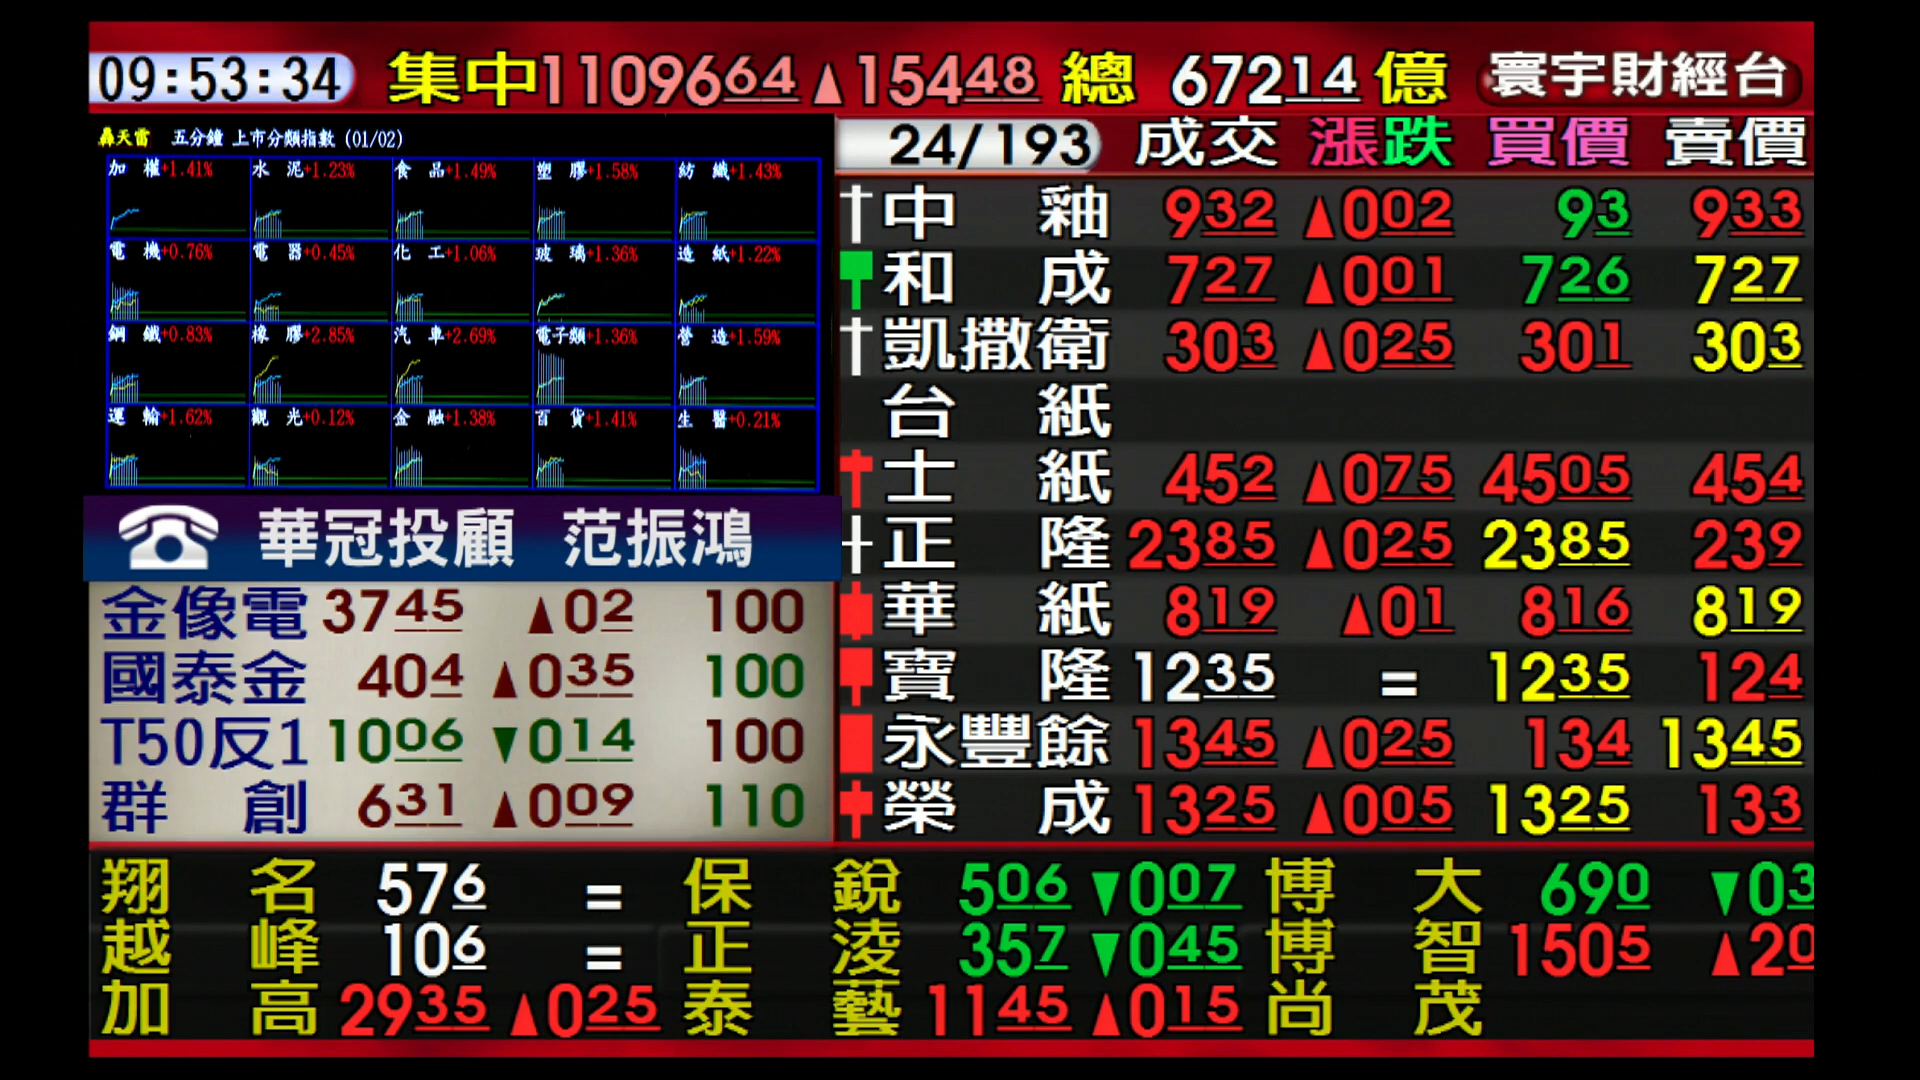 09:53:34 集中1109664▲15448 總 67214億 寰宇財經台
轟天雷 五分鐘 上市分類指數 (01/02)
加 權+1.41% 水 泥+1.23% 食 品+1.49% 塑 膠+1.58% 紡 織+1.43%
電 機+0.76% 電 器+0.45% 化 工+1.06% 玻 璃+1.36% 造 紙+1.22%
鋼 鐵+0.83% 橡 膠+2.85% 汽 車+2.69% 電子類+1.36% 營 造+1.59%
運 輸+1.62% 觀 光+0.12% 金 融+1.38% 百 貨+1.41% 生 醫+0.21%
華冠投顧 范振鴻
金像電 3745 ▲02 100
國泰金 404 ▲035 100
T50反1 1006 ▼014 100
群 創 631 ▲009 110
24/193 成交 漲跌 買價 賣價
中 釉 932 ▲002 93 933
和 成 727 ▲001 726 727
凱撒衛 303 ▲025 301 303
台 紙
士 紙 452 ▲075 4505 454
正 隆 2385 ▲025 2385 239
華 紙 819 ▲01 816 819
寶 隆 1235 = 1235 124
永豐餘 1345 ▲025 134 1345
榮 成 1325 ▲005 1325 133
翔 名 576 = 保 銳 506 ▼007 博 大 690 ▼03
越 峰 106 = 正 淩 357 ▼045 博 智 1505 ▲20
加 高 2935 ▲025 泰 藝 1145 ▲015 尚 茂